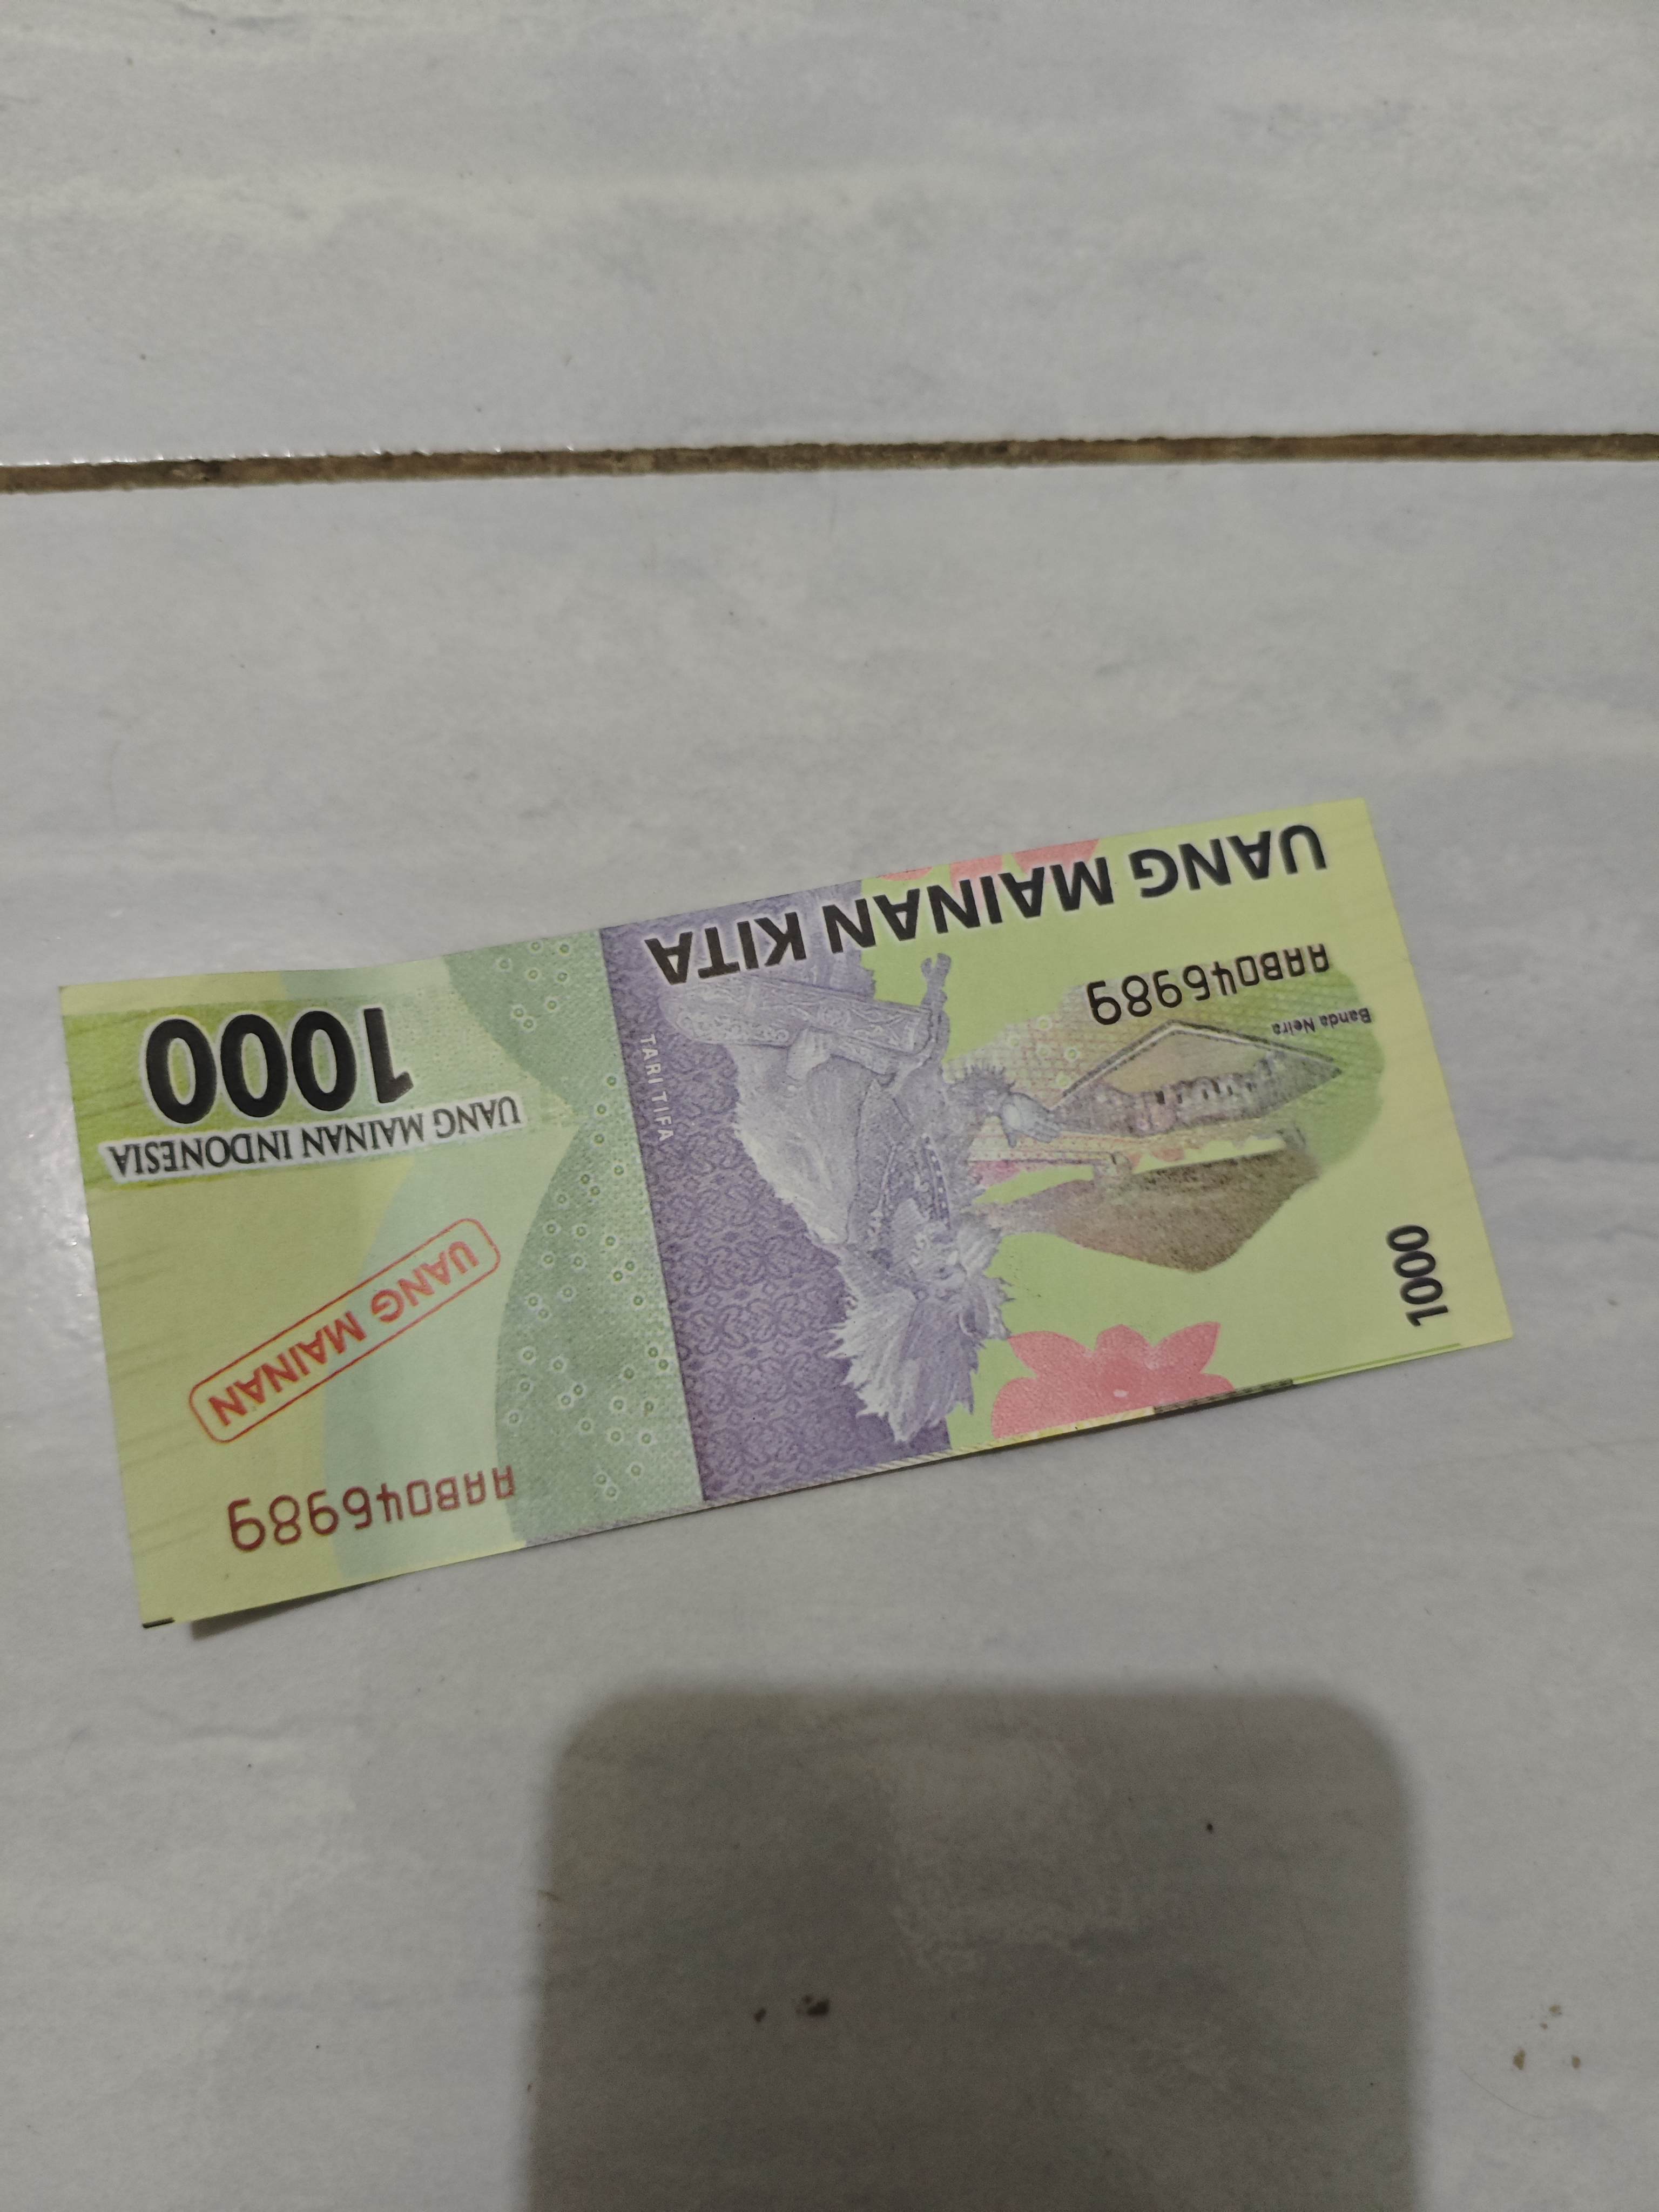 UANG MAINAN KITA
AAB046989
Banda Neira
1000
TARI TIFA
AAB046989
UANG MAINAN
UANG MAINAN INDONESIA
1000